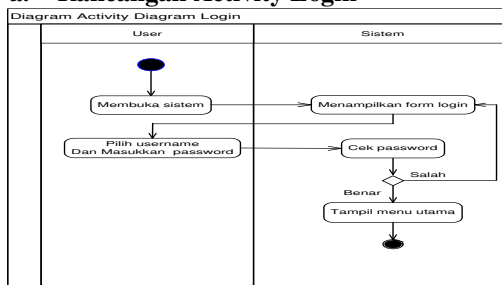 a. Rancangan Activity Login
Diagram Activity Diagram Login
User
Sistem
Membuka sistem
Menampilkan form login
Pilih username
Dan Masukkan password
Cek password
Salah
Benar
Tampil menu utama